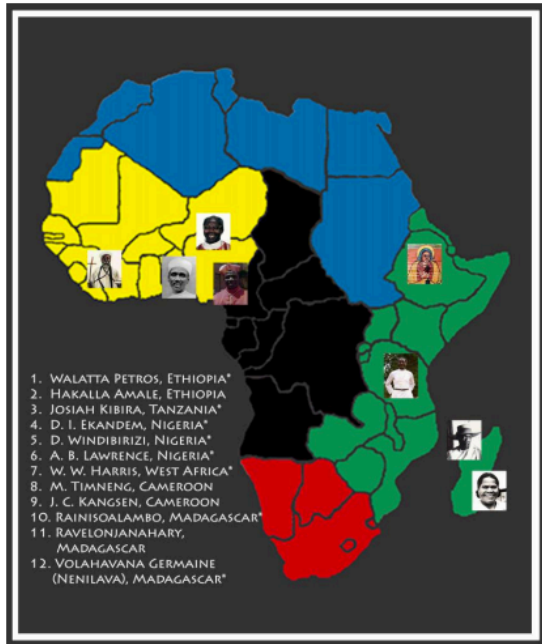 1. Walatta Petros, Ethiopia*
2. Hakalla Amale, Ethiopia
3. Josiah Kibira, Tanzania*
4. D. I. Ekandem, Nigeria*
5. D. Windibirizi, Nigeria*
6. A. B. Lawrence, Nigeria*
7. W. W. Harris, West Africa*
8. M. Timneng, Cameroon
9. J. C. Kangsen, Cameroon
10. Rainisoalambo, Madagascar*
11. Ravelonjanahary,
Madagascar
12. Volahavana Germaine
(Nenilava), Madagascar*